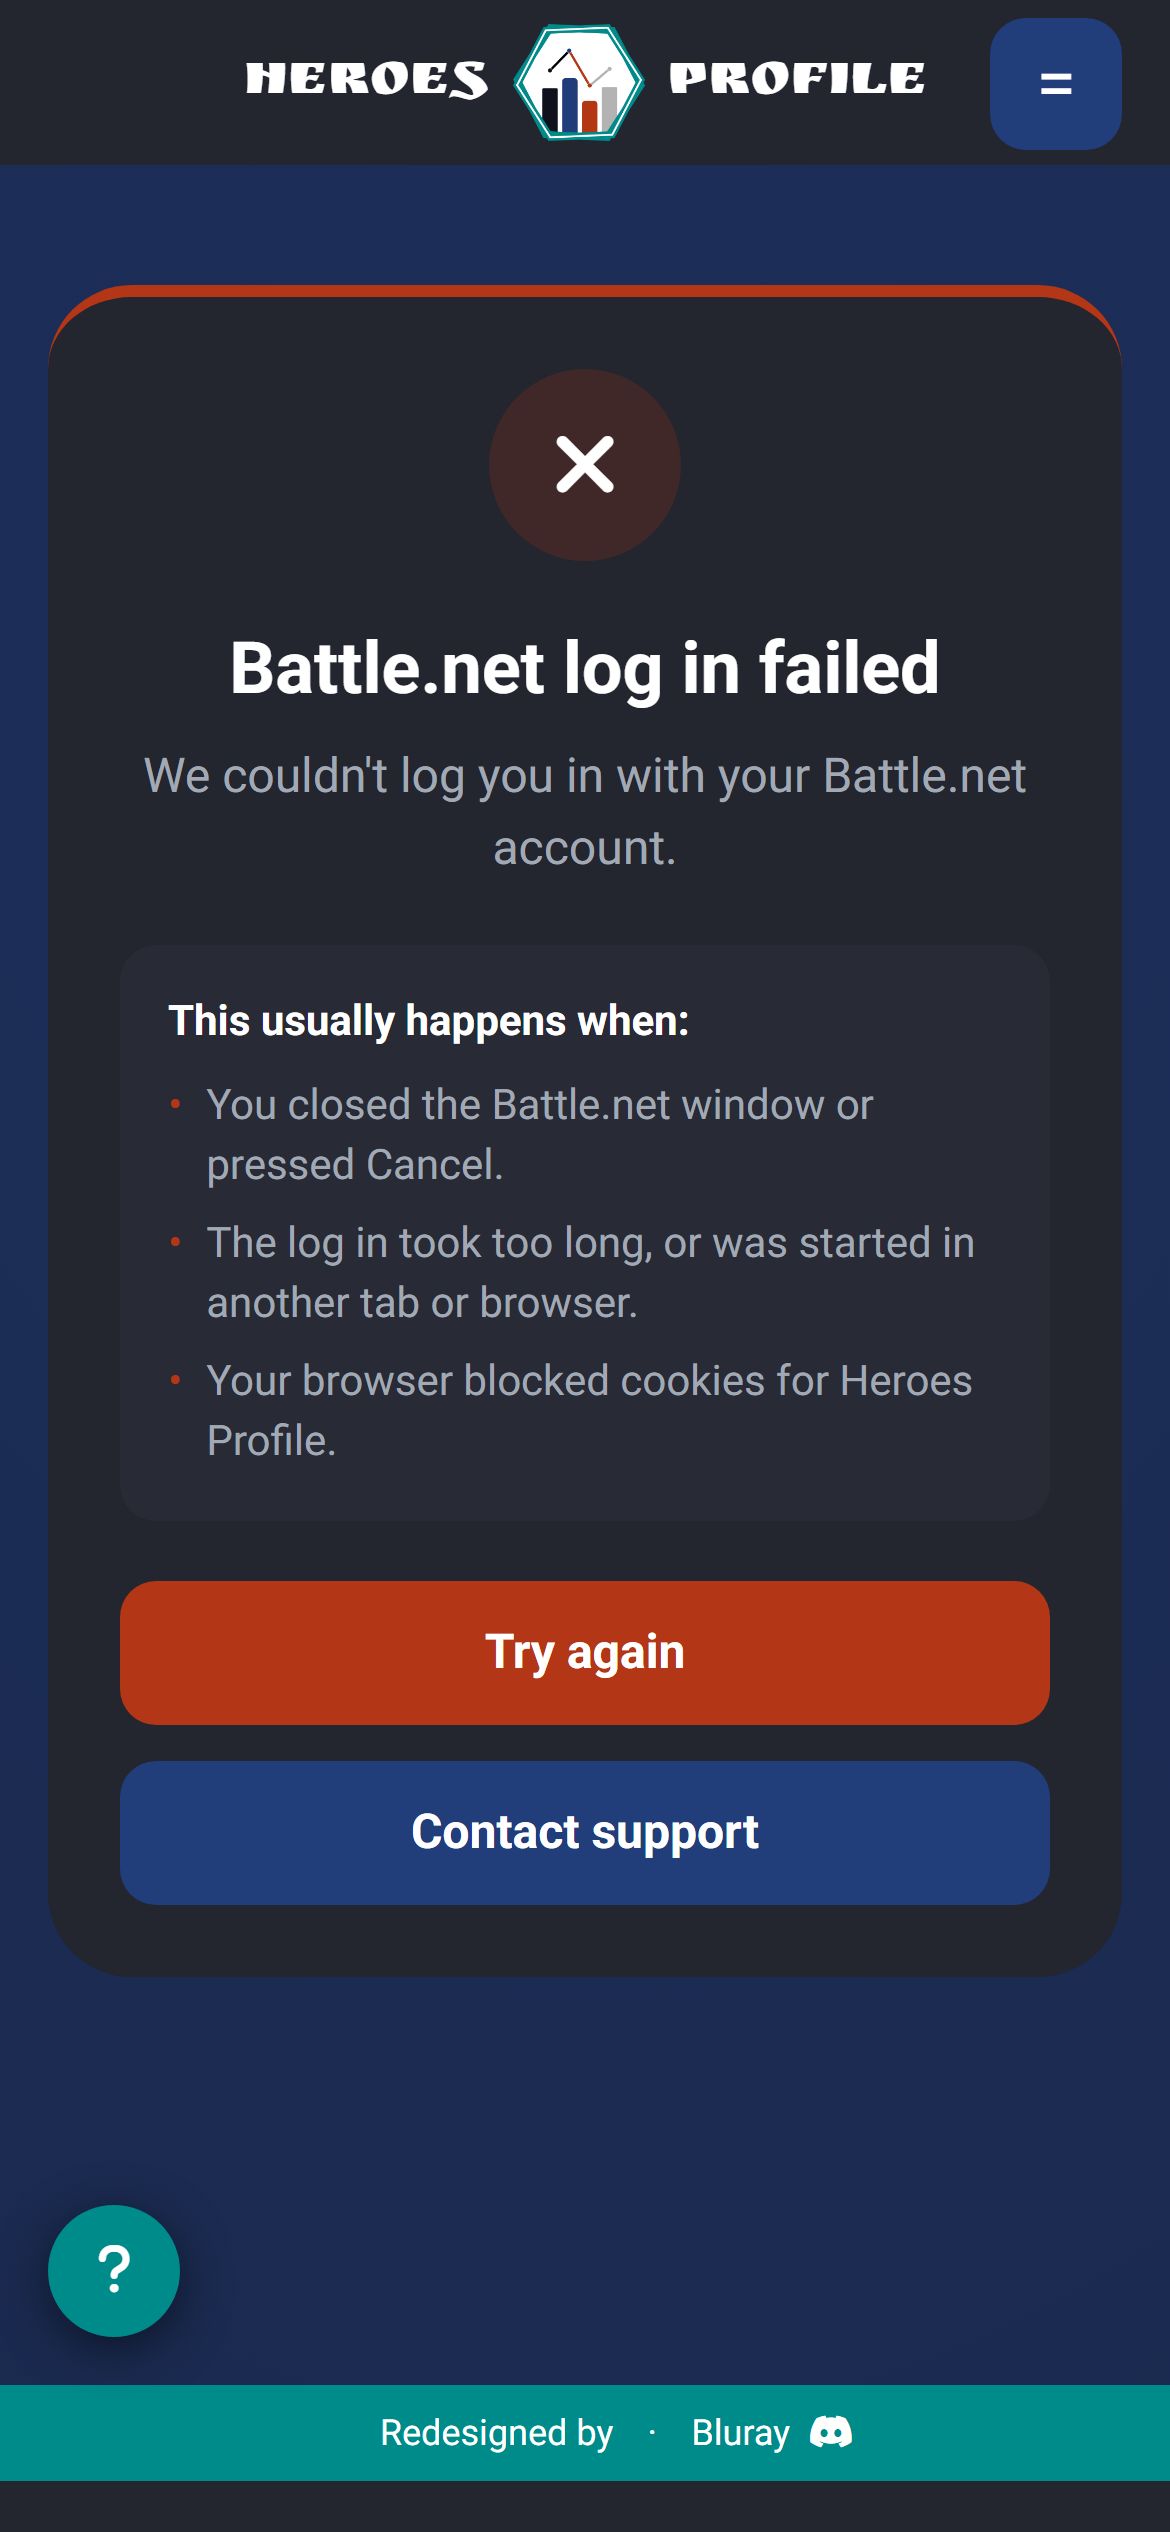 HEROES PROFILE
=
Battle.net log in failed
We couldn't log you in with your Battle.net
account.
This usually happens when:
• You closed the Battle.net window or
pressed Cancel.
• The log in took too long, or was started in
another tab or browser.
• Your browser blocked cookies for Heroes
Profile.
Try again
Contact support
?
Redesigned by · Bluray